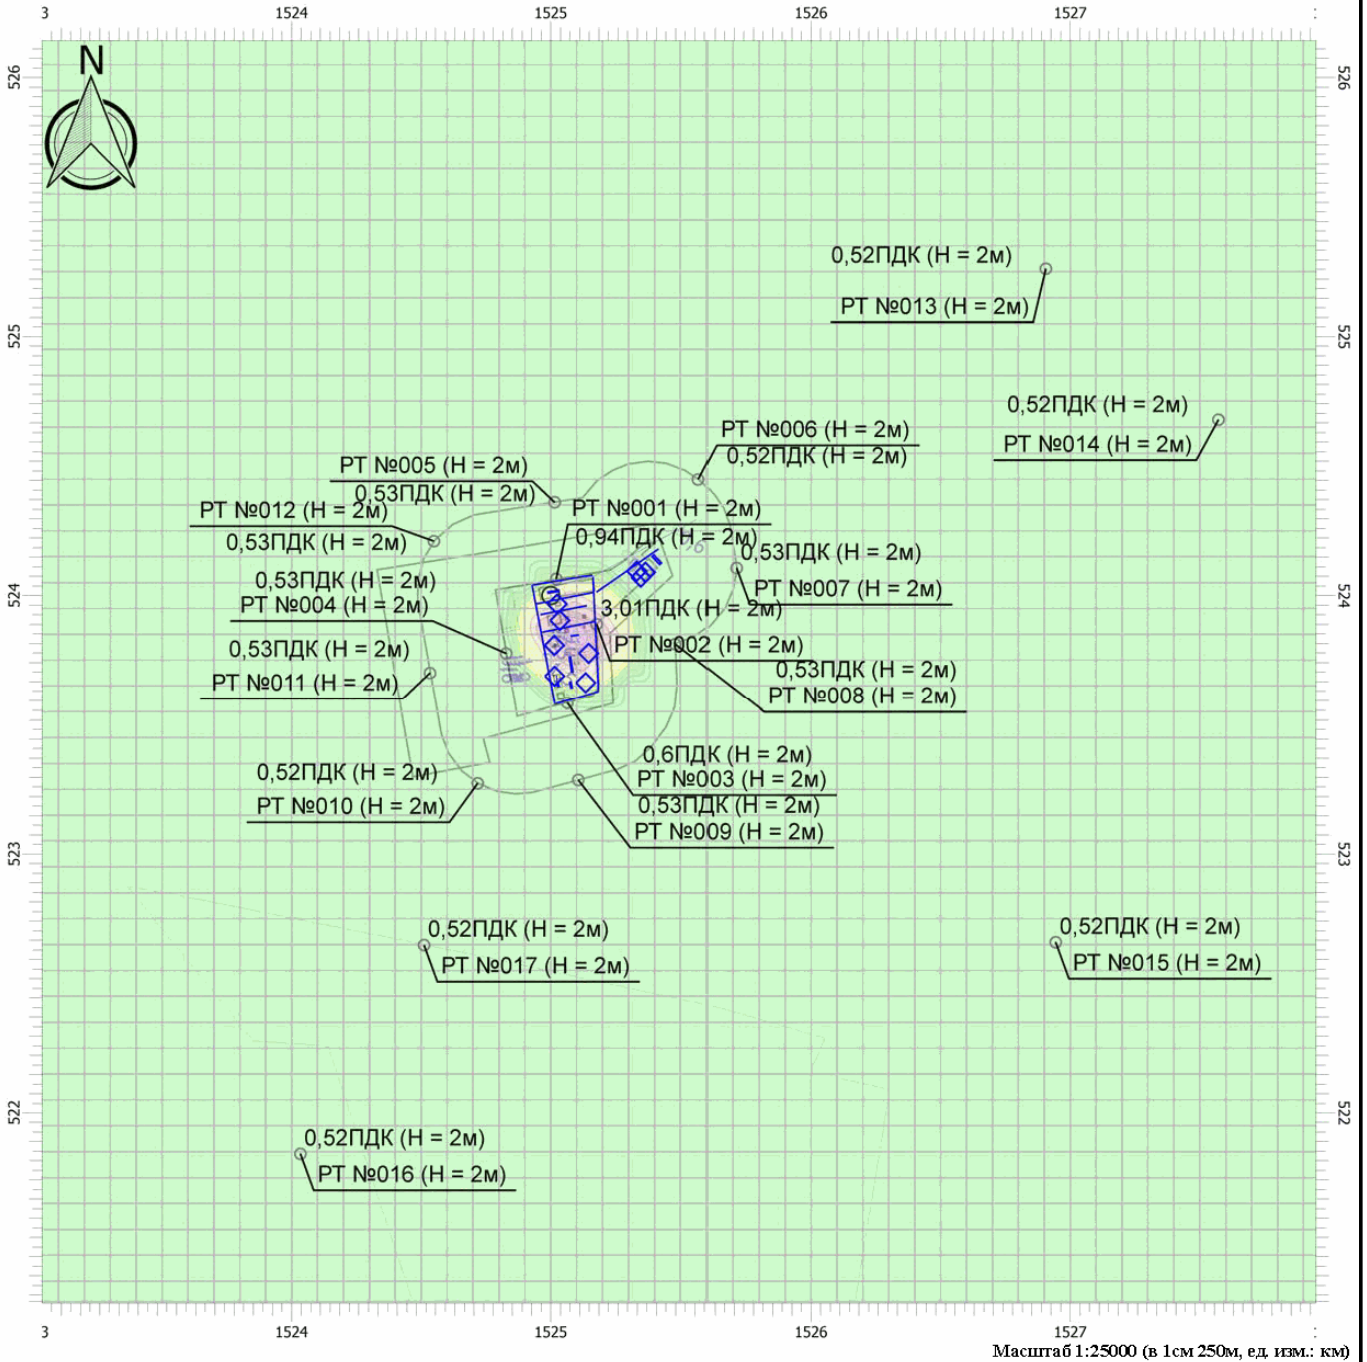 3 1524 1525 1526 1527
N
526 526
0,52ПДК (Н = 2м)
РТ №013 (Н = 2м)
525 525
0,52ПДК (Н = 2м)
РТ №014 (Н = 2м)
РТ №006 (Н = 2м)
0,52ПДК (Н = 2м)
РТ №005 (Н = 2м)
0,53ПДК (Н = 2м)
РТ №012 (Н = 2м)
0,53ПДК (Н = 2м)
РТ №001 (Н = 2м)
0,94ПДК (Н = 2м)
0,53ПДК (Н = 2м)
РТ №007 (Н = 2м)
0,53ПДК (Н = 2м)
РТ №004 (Н = 2м)
524 524
3,01ПДК (Н = 2м)
РТ №002 (Н = 2м)
0,53ПДК (Н = 2м)
РТ №011 (Н = 2м)
0,53ПДК (Н = 2м)
РТ №008 (Н = 2м)
0,6ПДК (Н = 2м)
РТ №003 (Н = 2м)
0,52ПДК (Н = 2м)
РТ №010 (Н = 2м)
0,53ПДК (Н = 2м)
РТ №009 (Н = 2м)
523 523
0,52ПДК (Н = 2м)
РТ №017 (Н = 2м)
0,52ПДК (Н = 2м)
РТ №015 (Н = 2м)
522 522
0,52ПДК (Н = 2м)
РТ №016 (Н = 2м)
3 1524 1525 1526 1527
Масштаб 1:25000 (в 1см 250м, ед. изм.: км)